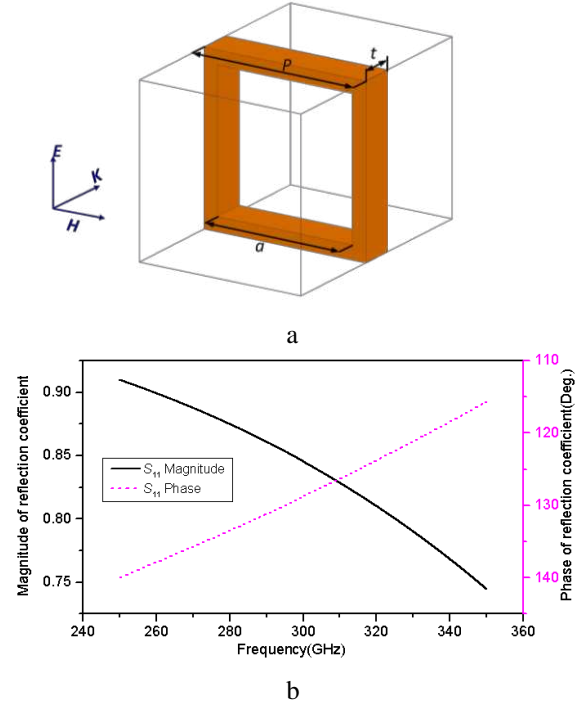 P
t
E
K
H
a
a
Magnitude of reflection coefficient
0.90
0.85
0.80
0.75
S11 Magnitude
S11 Phase
110
120
130
140
Phase of reflection coefficient(Deg.)
240 260 280 300 320 340 360
Frequency(GHz)
b